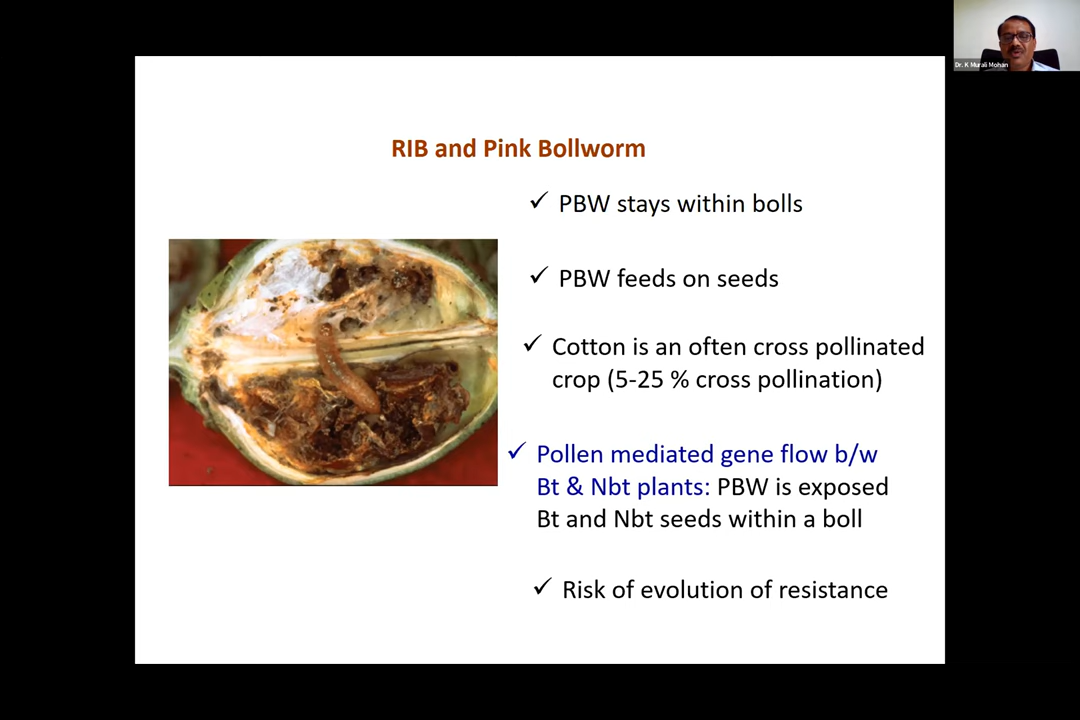 Dr. K Murali Mohan
RIB and Pink Bollworm
✓ PBW stays within bolls
✓ PBW feeds on seeds
✓ Cotton is an often cross pollinated
crop (5-25 % cross pollination)
✓ Pollen mediated gene flow b/w
Bt & Nbt plants: PBW is exposed
Bt and Nbt seeds within a boll
✓ Risk of evolution of resistance